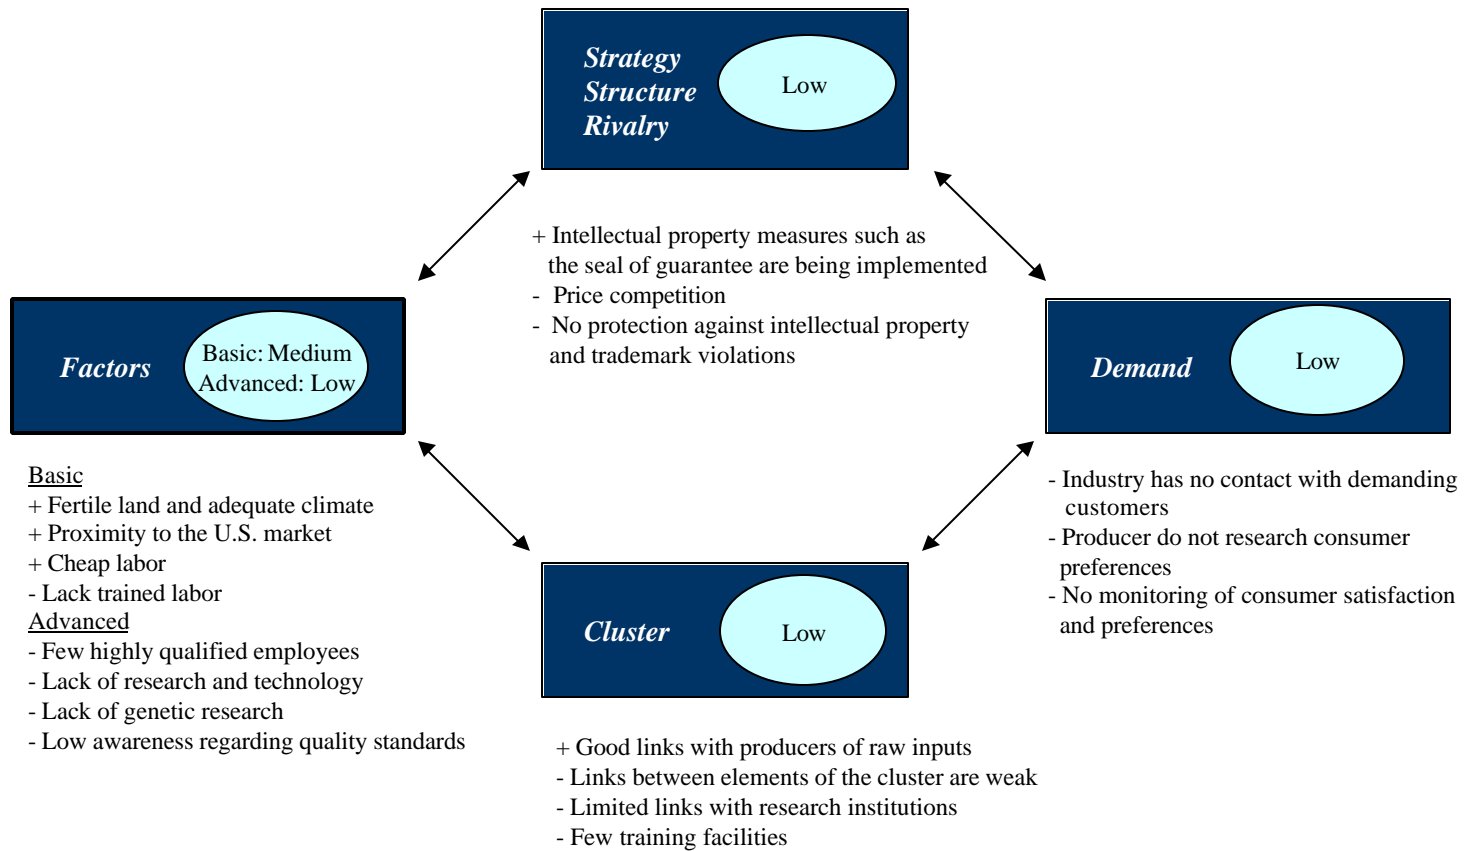 Strategy
Structure
Rivalry
Low
+ Intellectual property measures such as
the seal of guarantee are being implemented
- Price competition
- No protection against intellectual property
and trademark violations
Factors
Basic: Medium
Advanced: Low
Basic
+ Fertile land and adequate climate
+ Proximity to the U.S. market
+ Cheap labor
- Lack trained labor
Advanced
- Few highly qualified employees
- Lack of research and technology
- Lack of genetic research
- Low awareness regarding quality standards
Demand
Low
- Industry has no contact with demanding
customers
- Producer do not research consumer
preferences
- No monitoring of consumer satisfaction
and preferences
Cluster
Low
+ Good links with producers of raw inputs
- Links between elements of the cluster are weak
- Limited links with research institutions
- Few training facilities